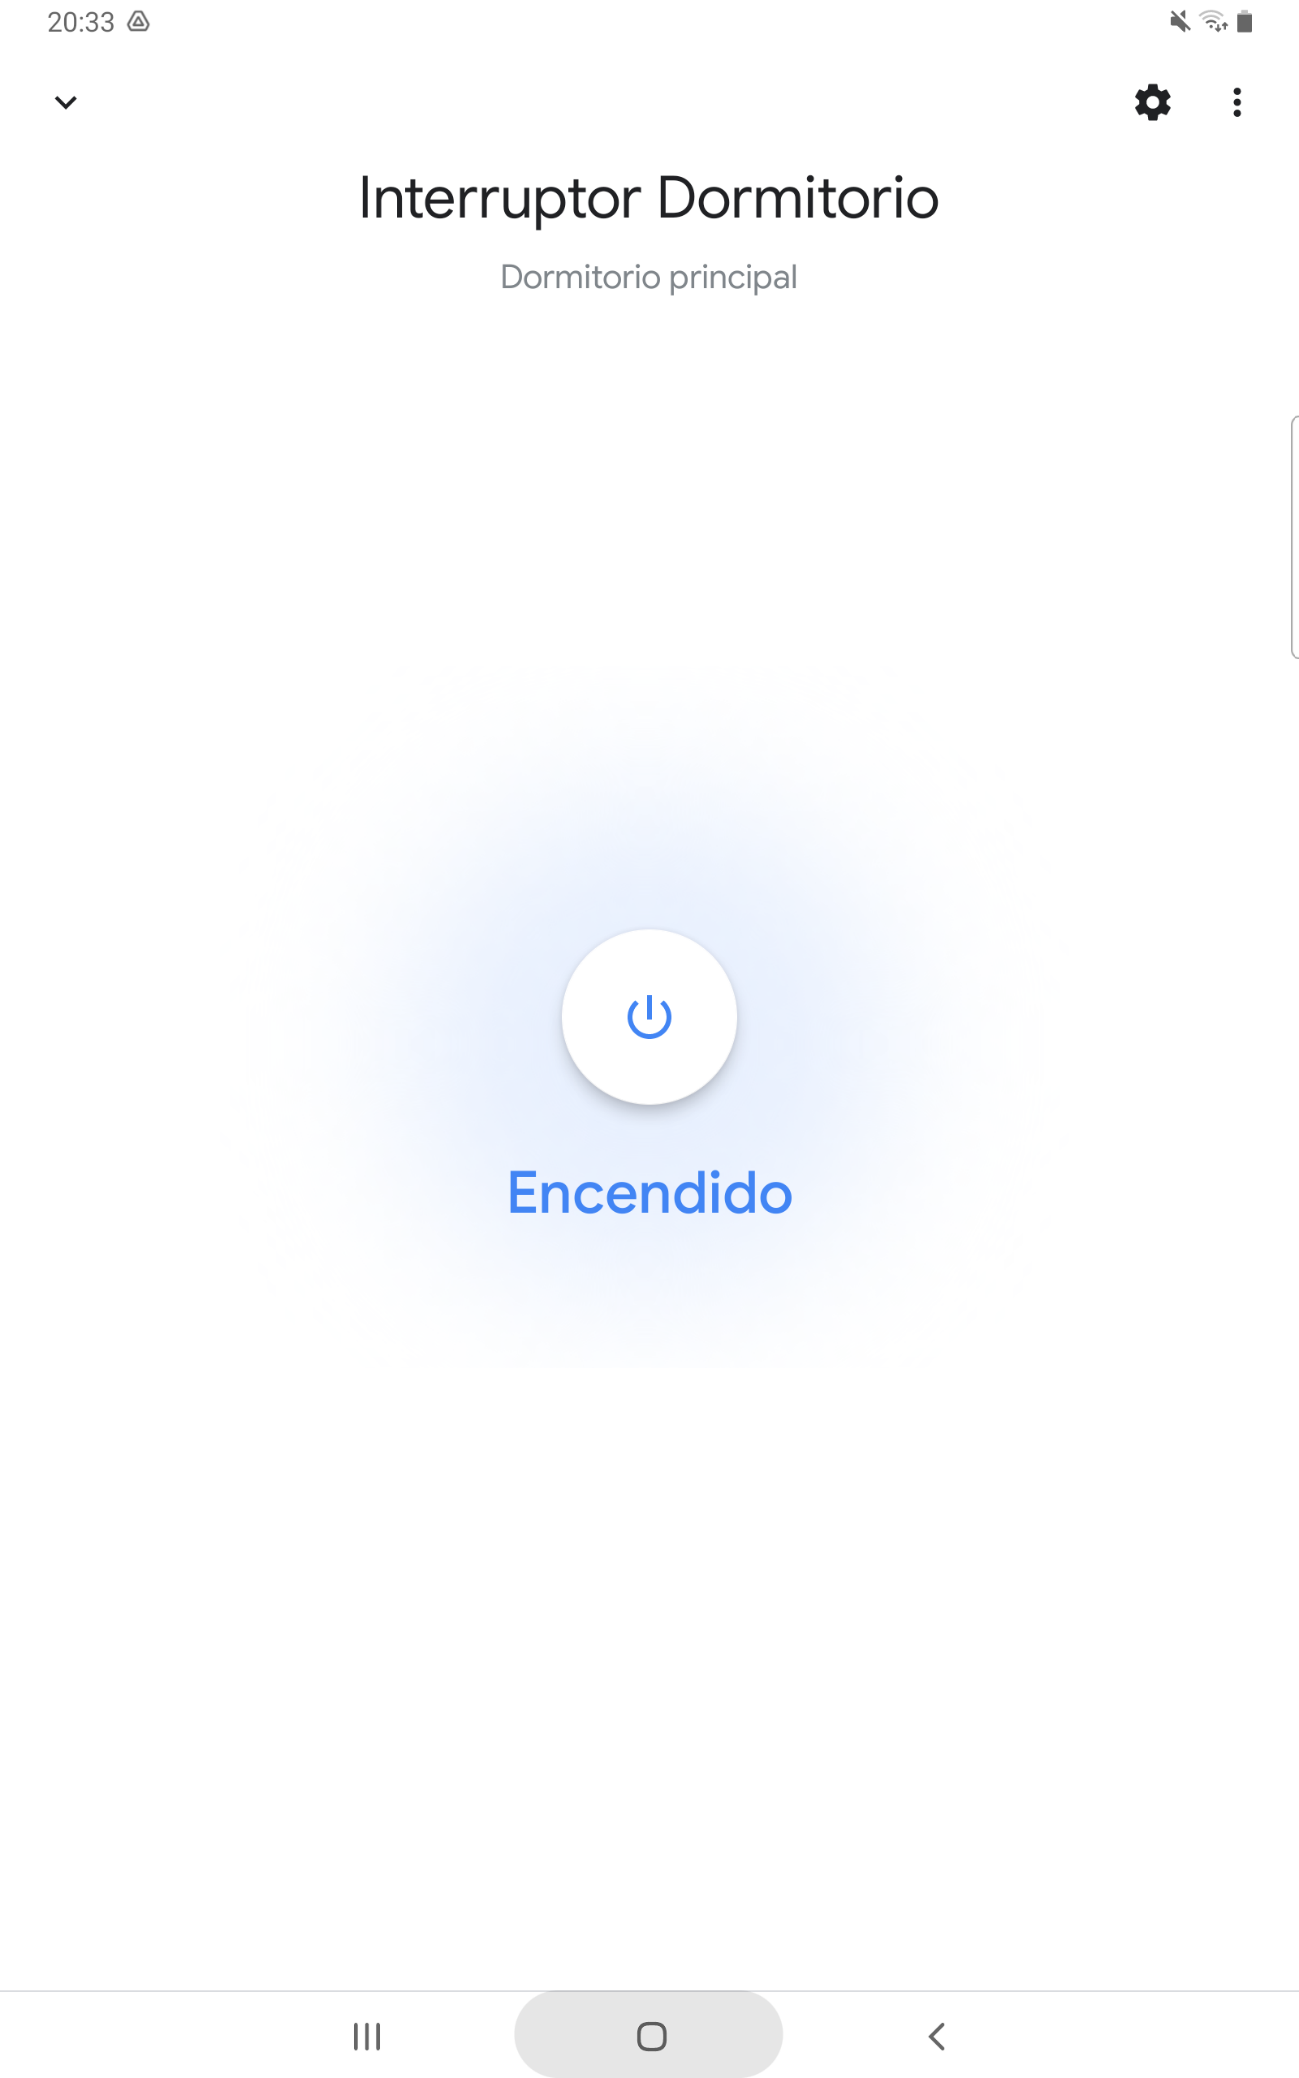 20:33
Interruptor Dormitorio
Dormitorio principal
Encendido